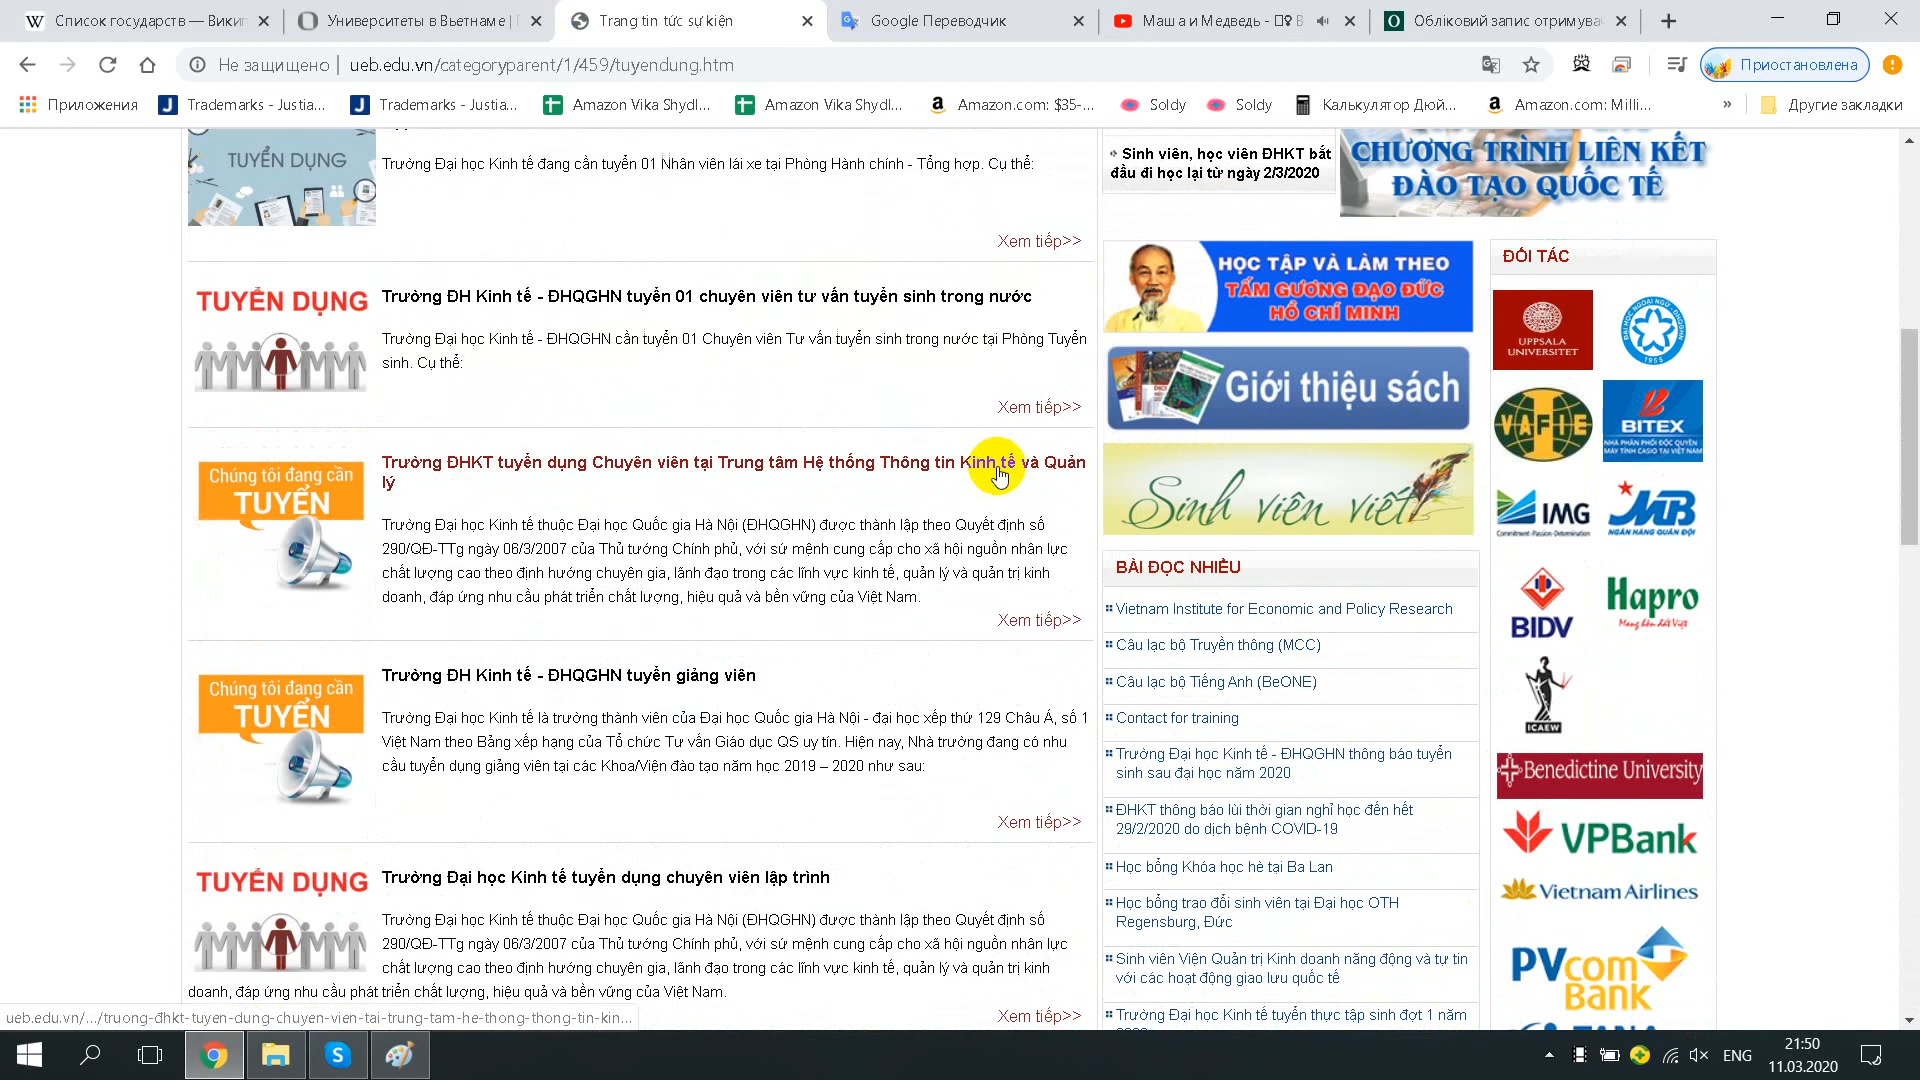 Список государств — Викип
Университеты в Вьетнаме |
Trang tin tức sự kiện
Google Переводчик
Маша и Медведь -
Обліковий запис отримува
Не защищено
ueb.edu.vn/categoryparent/1/459/tuyendung.htm
Приостановлена
Приложения
Trademarks - Justia...
Trademarks - Justia...
Amazon Vika Shydl...
Amazon Vika Shydl...
Amazon.com: $35-...
Soldy
Soldy
Калькулятор Дюй...
Amazon.com: Milli...
»
Другие закладки
TUYỂN DỤNG
Trường Đại học Kinh tế đang cần tuyển 01 Nhân viên lái xe tại Phòng Hành chính - Tổng hợp. Cụ thể:
Xem tiếp>>
TUYỂN DỤNG
Trường ĐH Kinh tế - ĐHQGHN tuyển 01 chuyên viên tư vấn tuyển sinh trong nước
Trường Đại học Kinh tế - ĐHQGHN cần tuyển 01 Chuyên viên Tư vấn tuyển sinh trong nước tại Phòng Tuyển
sinh. Cụ thể:
Xem tiếp>>
Chúng tôi đang cần
TUYỂN
Trường ĐHKT tuyển dụng Chuyên viên tại Trung tâm Hệ thống Thông tin Kinh tế và Quản
lý
Trường Đại học Kinh tế thuộc Đại học Quốc gia Hà Nội (ĐHQGHN) được thành lập theo Quyết định số
290/QĐ-TTg ngày 06/3/2007 của Thủ tướng Chính phủ, với sứ mệnh cung cấp cho xã hội nguồn nhân lực
chất lượng cao theo định hướng chuyên gia, lãnh đạo trong các lĩnh vực kinh tế, quản lý và quản trị kinh
doanh, đáp ứng nhu cầu phát triển chất lượng, hiệu quả và bền vững của Việt Nam.
Xem tiếp>>
Chúng tôi đang cần
TUYỂN
Trường ĐH Kinh tế - ĐHQGHN tuyển giảng viên
Trường Đại học Kinh tế là trường thành viên của Đại học Quốc gia Hà Nội - đại học xếp thứ 129 Châu Á, số 1
Việt Nam theo Bảng xếp hạng của Tổ chức Tư vấn Giáo dục QS uy tín. Hiện nay, Nhà trường đang có nhu
cầu tuyển dụng giảng viên tại các Khoa/Viện đào tạo năm học 2019 – 2020 như sau:
Xem tiếp>>
TUYỂN DỤNG
Trường Đại học Kinh tế tuyển dụng chuyên viên lập trình
Trường Đại học Kinh tế thuộc Đại học Quốc gia Hà Nội (ĐHQGHN) được thành lập theo Quyết định số
290/QĐ-TTg ngày 06/3/2007 của Thủ tướng Chính phủ, với sứ mệnh cung cấp cho xã hội nguồn nhân lực
chất lượng cao theo định hướng chuyên gia, lãnh đạo trong các lĩnh vực kinh tế, quản lý và quản trị kinh
doanh, đáp ứng nhu cầu phát triển chất lượng, hiệu quả và bền vững của Việt Nam.
Xem tiếp>>
Sinh viên, học viên ĐHKT bắt
đầu đi học lại từ ngày 2/3/2020
CHƯƠNG TRÌNH LIÊN KẾT
ĐÀO TẠO QUỐC TẾ
HỌC TẬP VÀ LÀM THEO
TẤM GƯƠNG ĐẠO ĐỨC
HỒ CHÍ MINH
Giới thiệu sách
Sinh viên viết
BÀI ĐỌC NHIỀU
Vietnam Institute for Economic and Policy Research
Câu lạc bộ Truyền thông (MCC)
Câu lạc bộ Tiếng Anh (BeONE)
Contact for training
Trường Đại học Kinh tế - ĐHQGHN thông báo tuyển
sinh sau đại học năm 2020
ĐHKT thông báo lùi thời gian nghỉ học đến hết
29/2/2020 do dịch bệnh COVID-19
Học bổng Khóa học hè tại Ba Lan
Học bổng trao đổi sinh viên tại Đại học OTH
Regensburg, Đức
Sinh viên Viện Quản trị Kinh doanh năng động và tự tin
với các hoạt động giao lưu quốc tế
Trường Đại học Kinh tế tuyển thực tập sinh đợt 1 năm
ĐỐI TÁC
UPPSALA
UNIVERSITET
ĐẠI HỌC NGOẠI NGỮ - ĐHQGHN
1955
VAFIE
BITEX
NHÀ PHÂN PHỐI ĐỘC QUYỀN
MÁY TÍNH CASIO TẠI VIỆT NAM
IMG
Commitment-Passion-Determination
MB
NGÂN HÀNG QUÂN ĐỘI
BIDV
Hapro
Mang hồn đất Việt
ICAEW
Benedictine University
VPBank
Vietnam Airlines
PVcom
BANK
ueb.edu.vn/.../truong-đhkt-tuyen-dung-chuyen-vien-tai-trung-tam-he-thong-thong-tin-kin...
ENG
21:50
11.03.2020